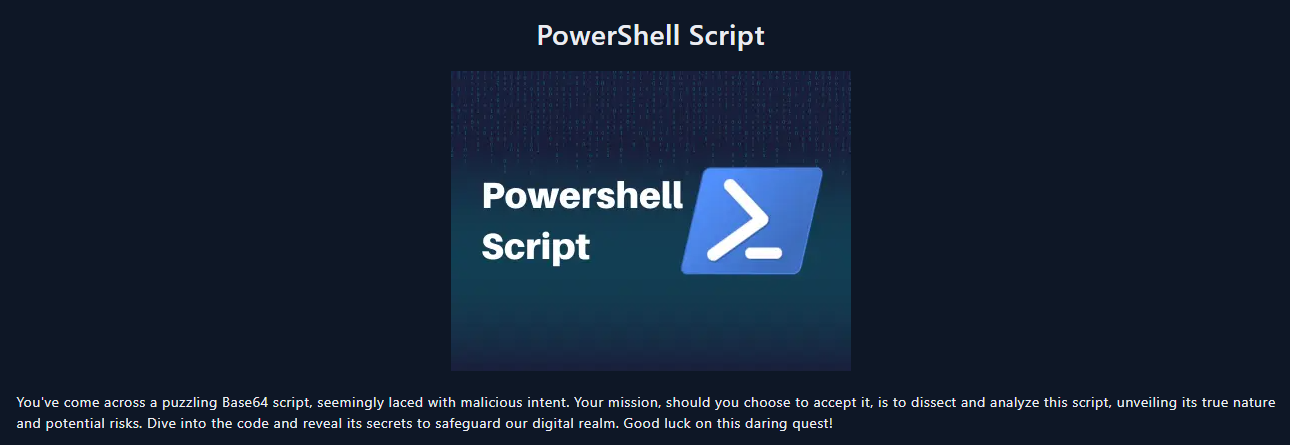 PowerShell Script
Powershell
Script
You've come across a puzzling Base64 script, seemingly laced with malicious intent. Your mission, should you choose to accept it, is to dissect and analyze this script, unveiling its true nature
and potential risks. Dive into the code and reveal its secrets to safeguard our digital realm. Good luck on this daring quest!